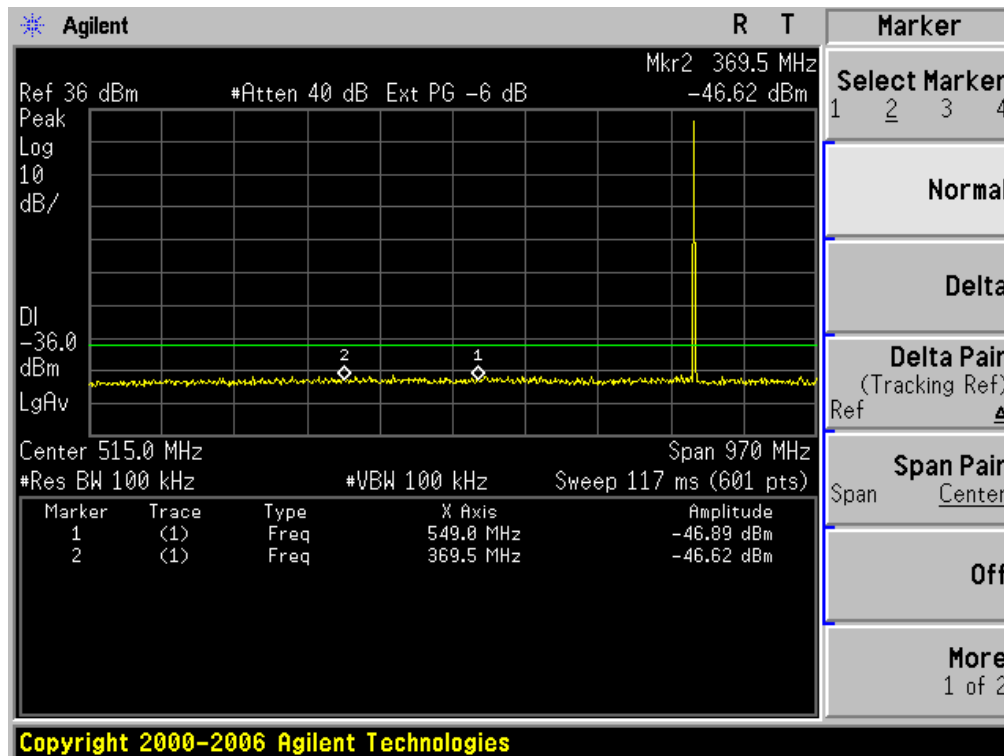 Agilent R T
Mkr2 369.5 MHz
Ref 36 dBm #Atten 40 dB Ext PG -6 dB -46.62 dBm
Peak
Log
10
dB/
DI
-36.0
dBm
LgAv
2 1
Center 515.0 MHz Span 970 MHz
#Res BW 100 kHz #VBW 100 kHz Sweep 117 ms (601 pts)
Marker Trace Type X Axis Amplitude
1 (1) Freq 549.0 MHz -46.89 dBm
2 (1) Freq 369.5 MHz -46.62 dBm
Copyright 2000-2006 Agilent Technologies
Marker
Select Marker
1 2 3 4
Normal
Delta
Delta Pair
(Tracking Ref)
Ref Δ
Span Pair
Span Center
Off
More
1 of 2